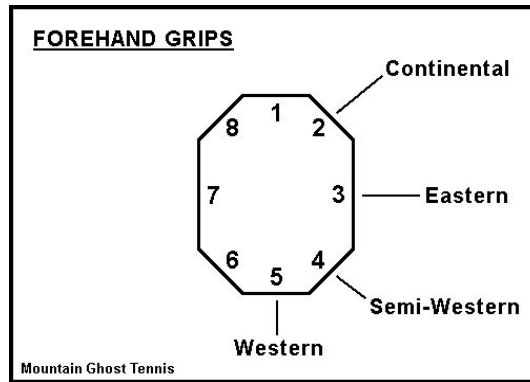 FOREHAND GRIPS
Continental
1
8
2
7
3
Eastern
6
4
5
Semi-Western
Western
Mountain Ghost Tennis